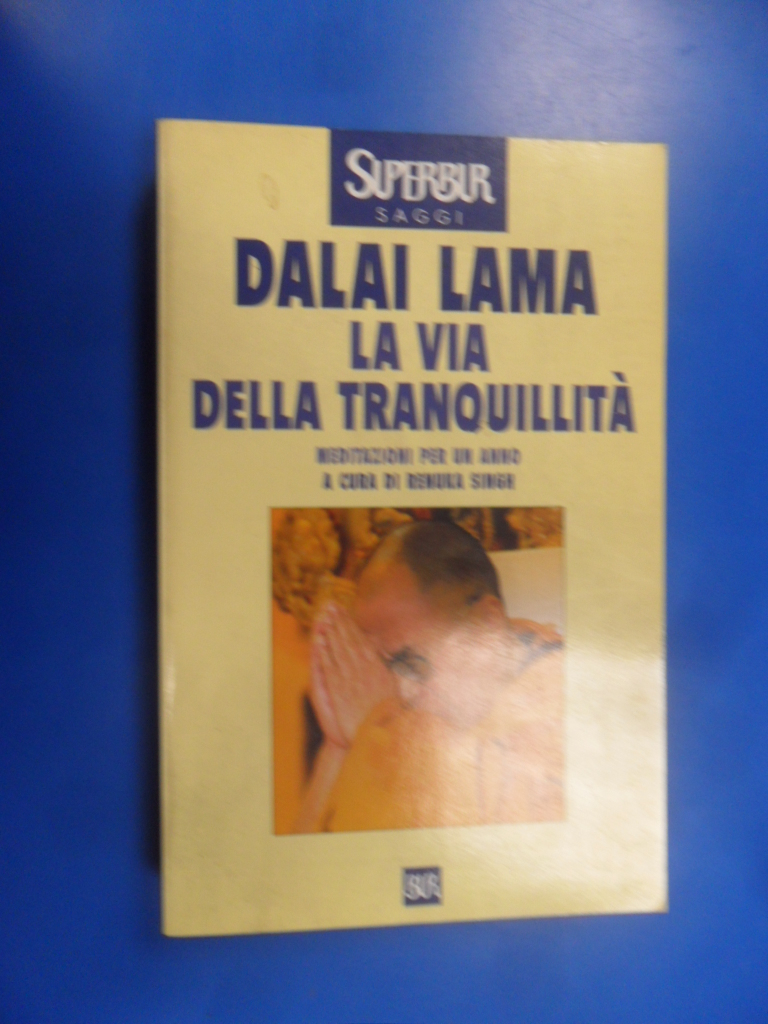 SUPERBUR
SAGGI
DALAI LAMA
LA VIA
DELLA TRANQUILLITÀ
MEDITAZIONI PER UN ANNO
A CURA DI RENUKA SINGH
BUR